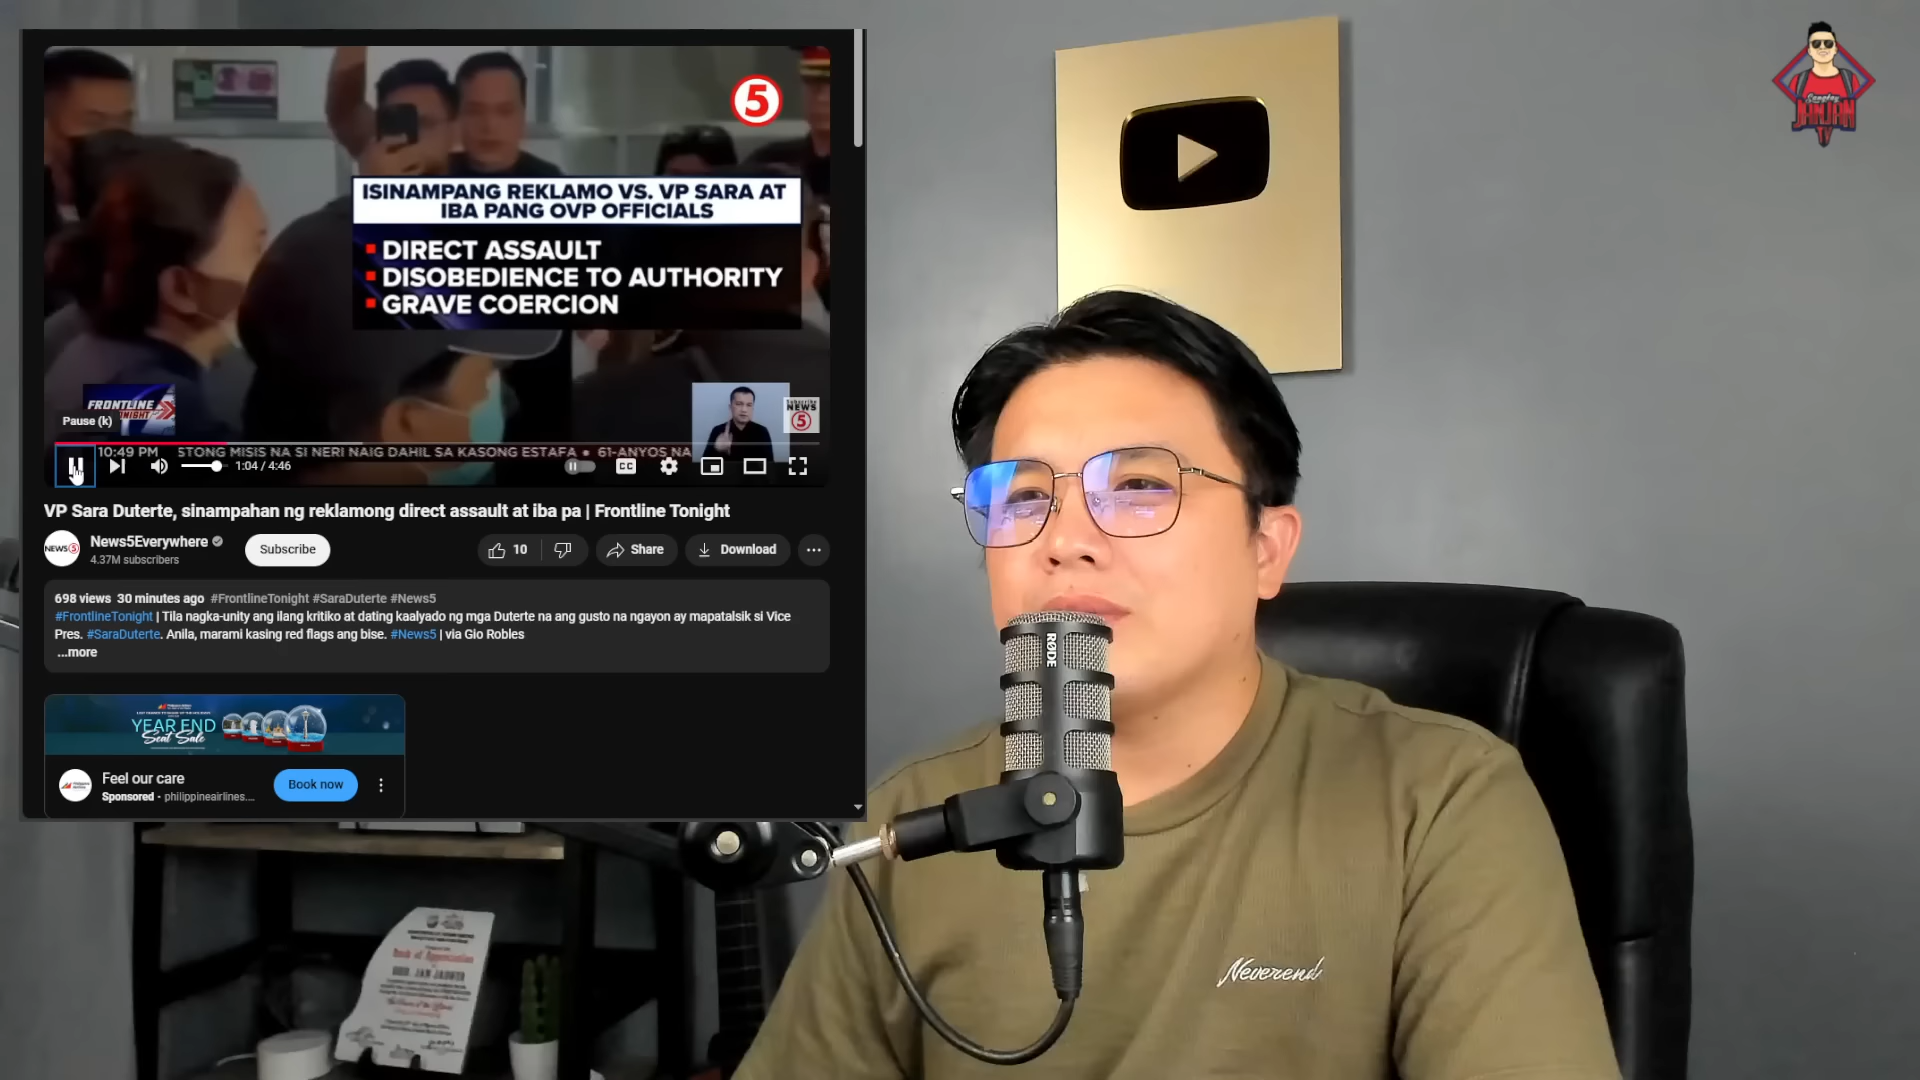 5
ISINAMPANG REKLAMO VS. VP SARA AT
IBA PANG OVP OFFICIALS
DIRECT ASSAULT
DISOBEDIENCE TO AUTHORITY
GRAVE COERCION
FRONTLINE
TONIGHT
Pause (k)
NEWS
5
10:49 PM
STONG MISIS NA SI NERI NAIG DAHIL SA KASONG ESTAFA • 61-ANYOS NA
1:04 / 4:46
CC
VP Sara Duterte, sinampahan ng reklamong direct assault at iba pa | Frontline Tonight
NEWS5
News5Everywhere
4.37M subscribers
Subscribe
10
Share
Download
698 views 30 minutes ago #FrontlineTonight #SaraDuterte #News5
#FrontlineTonight | Tila nagka-unity ang ilang kritiko at dating kaalyado ng mga Duterte na ang gusto na ngayon ay mapatalsik si Vice
Pres. #SaraDuterte. Anila, marami kasing red flags ang bise. #News5 | via Gio Robles
...more
YEAR END
Seat Sale
Feel our care
Sponsored · philippineairlines....
Book now
JANJAN
TV
RØDE
Neverend